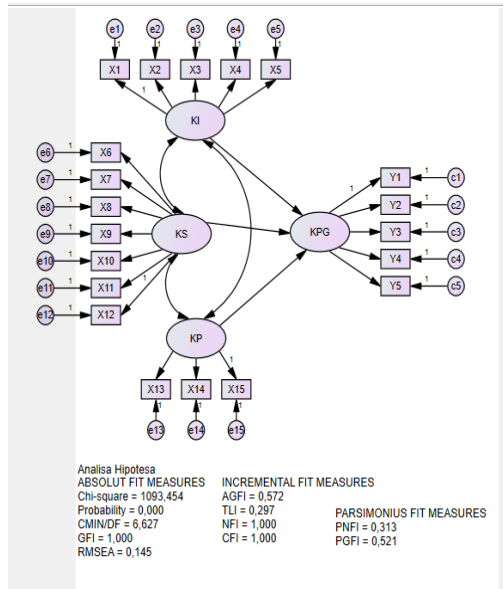 e1 e2 e3 e4 e5
1 1 1 1 1
X1 X2 X3 X4 X5
1
KI
e6 1 X6
e7 1 X7
e8 1 X8
e9 1 X9
e10 1 X10
e11 1 X11
e12 1 X12
KS
1
KPG
1
Y1 1 c1
Y2 1 c2
Y3 1 c3
Y4 1 c4
Y5 1 c5
KP
1
X13 X14 X15
1 1 1
e13 e14 e15
Analisa Hipotesa
ABSOLUT FIT MEASURES
Chi-square = 1093,454
Probability = 0,000
CMIN/DF = 6,627
GFI = 1,000
RMSEA = 0,145
INCREMENTAL FIT MEASURES
AGFI = 0,572
TLI = 0,297
NFI = 1,000
CFI = 1,000
PARSIMONIUS FIT MEASURES
PNFI = 0,313
PGFI = 0,521